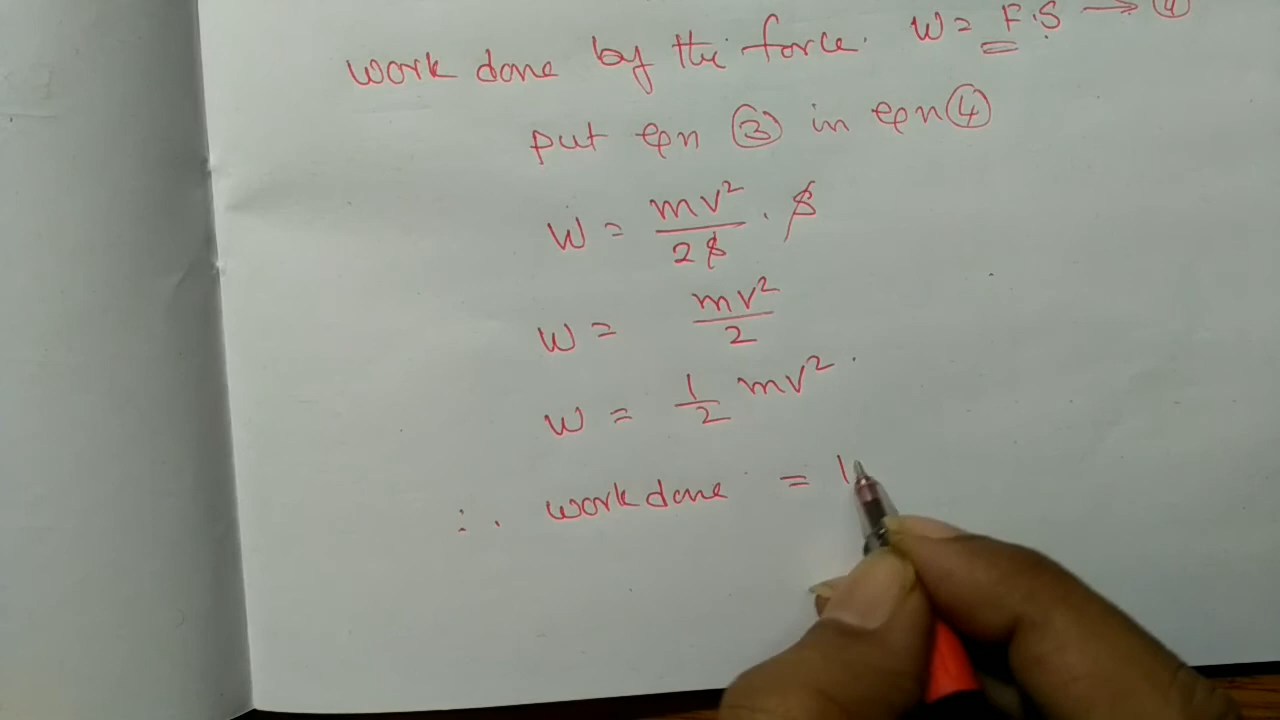 work done by the force. W = F.S → ④
put eqn ③ in eqn ④
W = mv²/2s . s
W = mv²/2
W = 1/2 mv².
∴ work done =